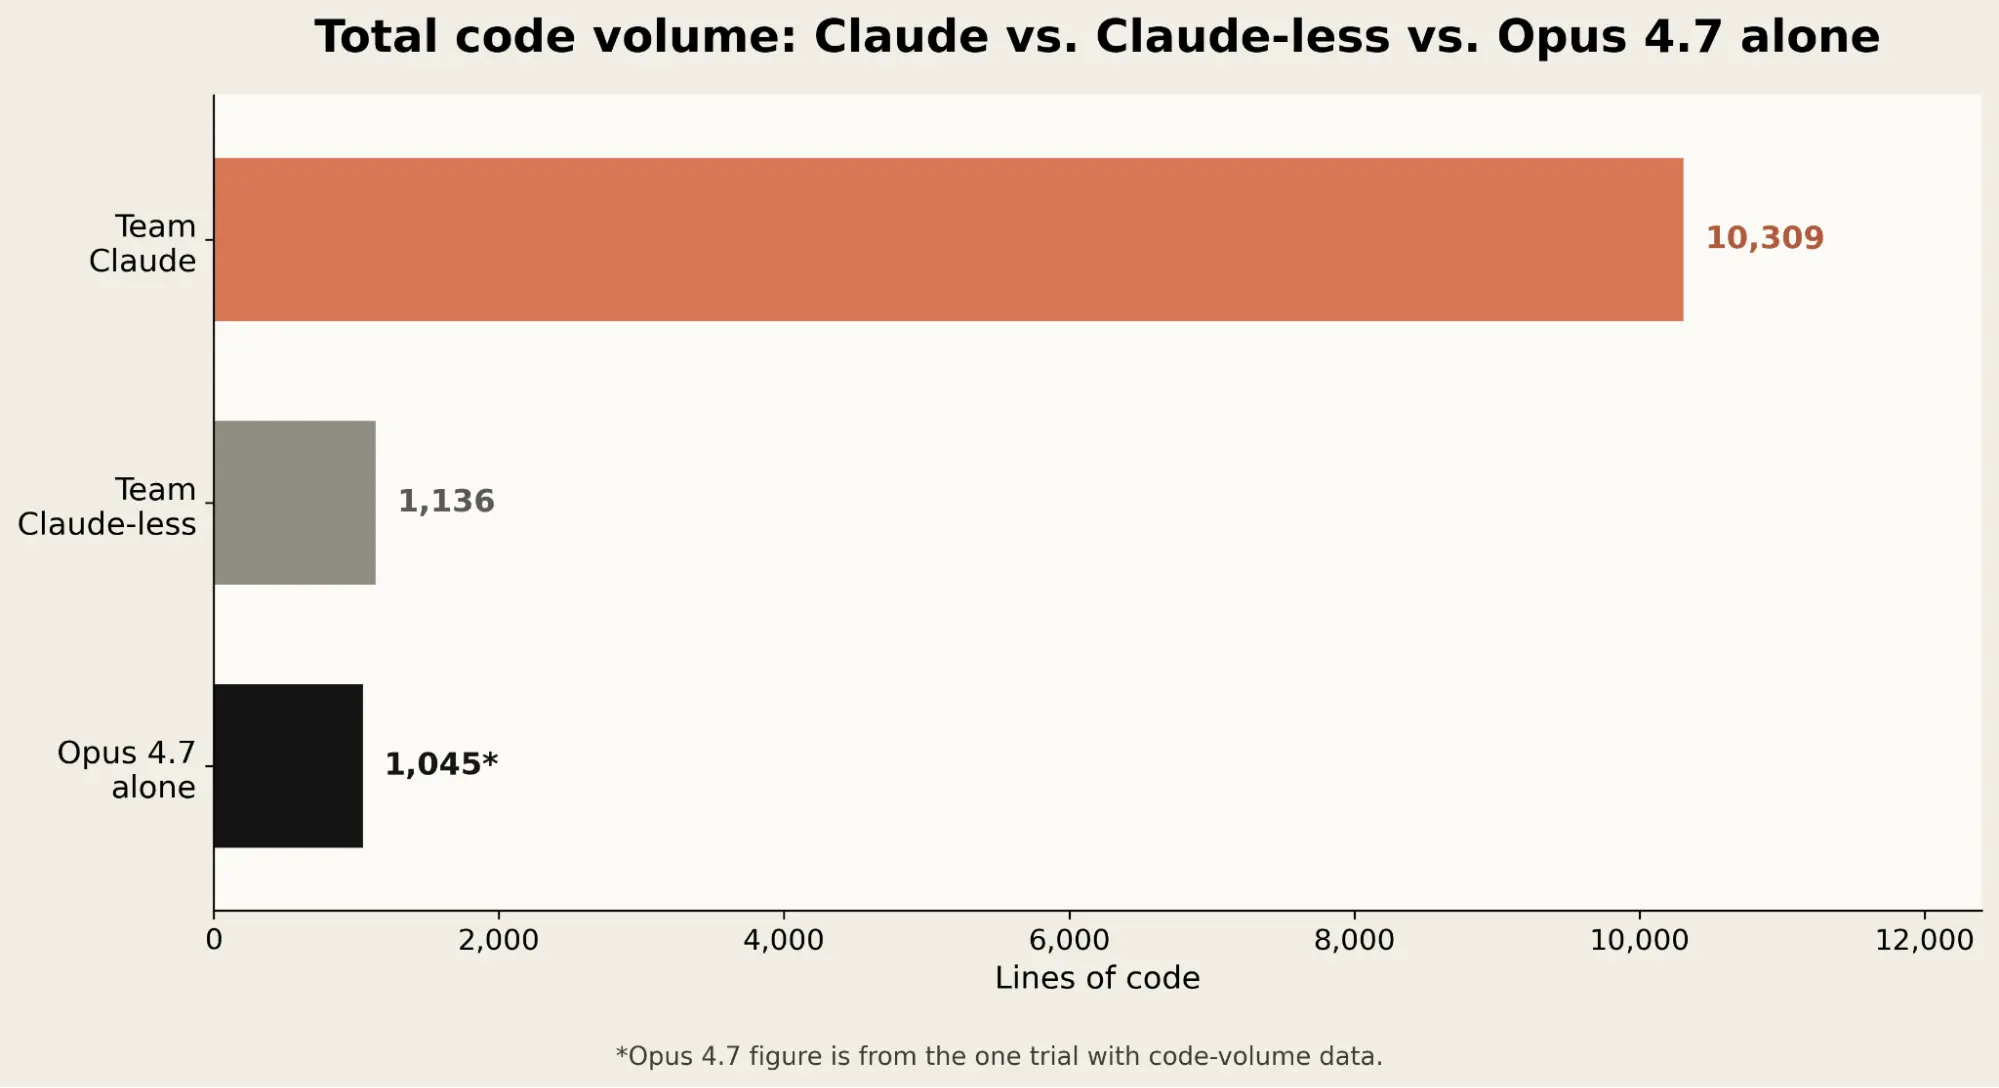 Total code volume: Claude vs. Claude-less vs. Opus 4.7 alone
Team
Claude
10,309
Team
Claude-less
1,136
Opus 4.7
alone
1,045*
0 2,000 4,000 6,000 8,000 10,000 12,000
Lines of code
*Opus 4.7 figure is from the one trial with code-volume data.